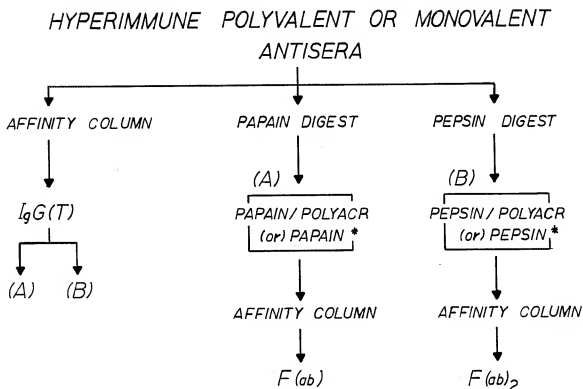 HYPERIMMUNE POLYVALENT OR MONOVALENT
ANTISERA
AFFINITY COLUMN
PAPAIN DIGEST
PEPSIN DIGEST
(A)
(B)
IgG(T)
PAPAIN/POLYACR
(or) PAPAIN *
PEPSIN/POLYACR
(or) PEPSIN *
(A)
(B)
AFFINITY COLUMN
AFFINITY COLUMN
F(ab)
F(ab)2